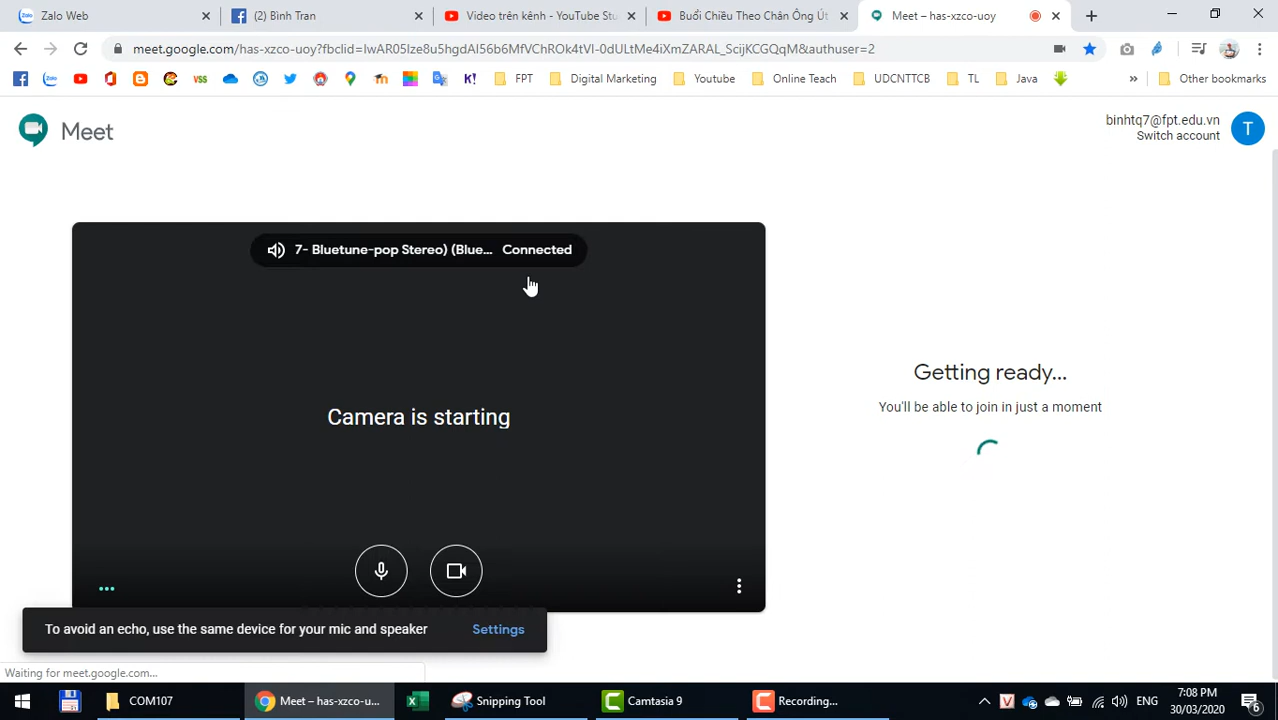 Zalo Web
(2) Bình Tran
Video trên kênh - YouTube Stu
Buổi Chiều Theo Chân Ông Út
Meet – has-xzco-uoy
meet.google.com/has-xzco-uoy?fbclid=IwAR05Ize8u5hgdAI56b6MfVChROk4tVI-0dULtMe4iXmZARAL_ScijKCGQqM&authuser=2
FPT
Digital Marketing
Youtube
Online Teach
UDCNTTCB
TL
Java
»
Other bookmarks
Meet
binhtq7@fpt.edu.vn
Switch account
T
7- Bluetune-pop Stereo) (Blue... Connected
Camera is starting
Getting ready...
You'll be able to join in just a moment
To avoid an echo, use the same device for your mic and speaker
Settings
Waiting for meet.google.com...
COM107
Meet – has-xzco-u...
Snipping Tool
Camtasia 9
Recording...
ENG
7:08 PM
30/03/2020
6